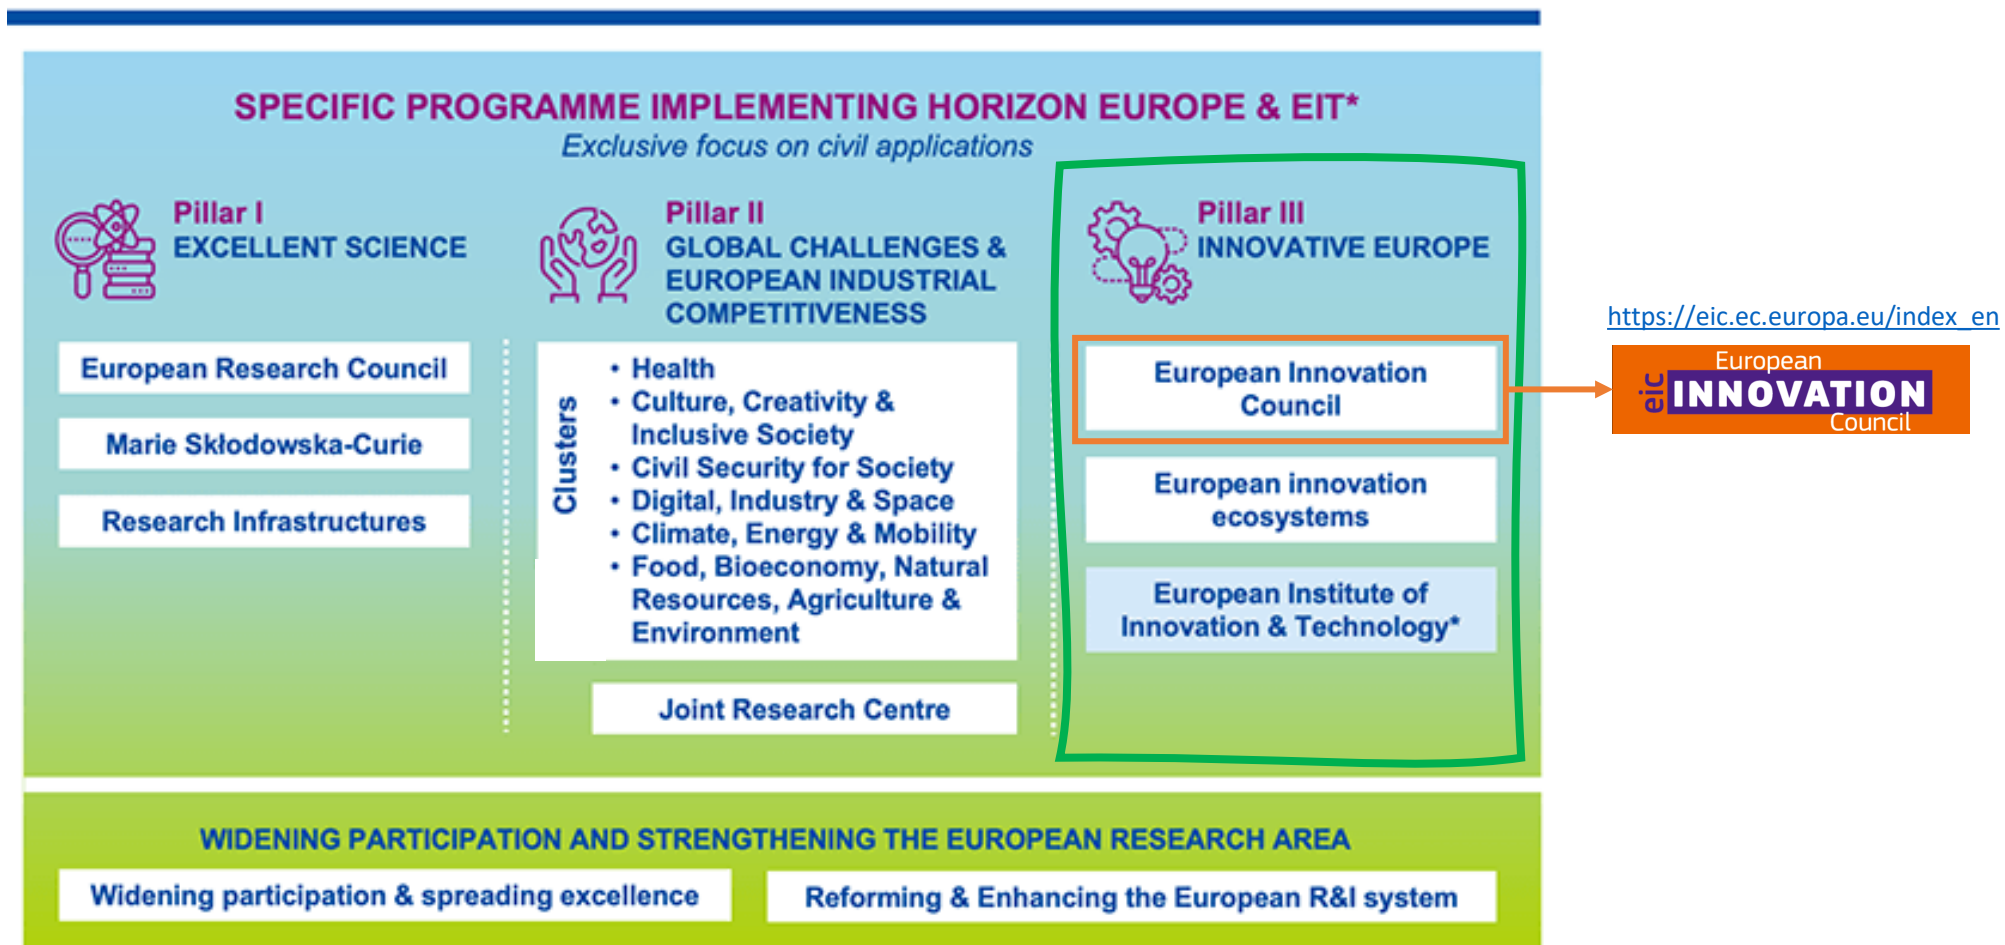 SPECIFIC PROGRAMME IMPLEMENTING HORIZON EUROPE & EIT*
Exclusive focus on civil applications
Pillar I
EXCELLENT SCIENCE
European Research Council
Marie Skłodowska-Curie
Research Infrastructures
Pillar II
GLOBAL CHALLENGES &
EUROPEAN INDUSTRIAL
COMPETITIVENESS
Clusters
• Health
• Culture, Creativity &
Inclusive Society
• Civil Security for Society
• Digital, Industry & Space
• Climate, Energy & Mobility
• Food, Bioeconomy, Natural
Resources, Agriculture &
Environment
Joint Research Centre
Pillar III
INNOVATIVE EUROPE
European Innovation
Council
European innovation
ecosystems
European Institute of
Innovation & Technology*
https://eic.ec.europa.eu/index_en
European
eic INNOVATION
Council
WIDENING PARTICIPATION AND STRENGTHENING THE EUROPEAN RESEARCH AREA
Widening participation & spreading excellence
Reforming & Enhancing the European R&I system